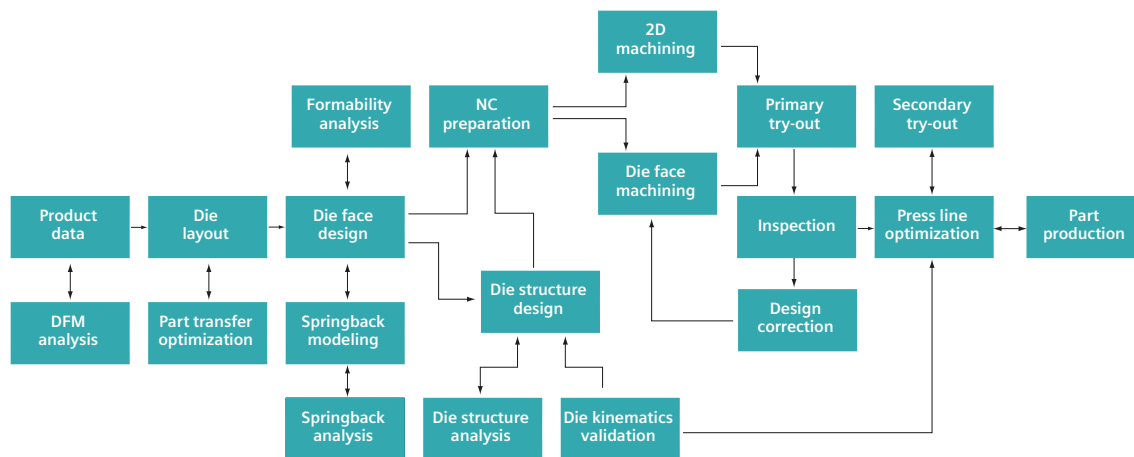 2D
machining
Formability
analysis
NC
preparation
Primary
try-out
Secondary
try-out
Die face
machining
Product
data
Die
layout
Die face
design
Inspection
Press line
optimization
Part
production
Die structure
design
DFM
analysis
Part transfer
optimization
Springback
modeling
Design
correction
Springback
analysis
Die structure
analysis
Die kinematics
validation